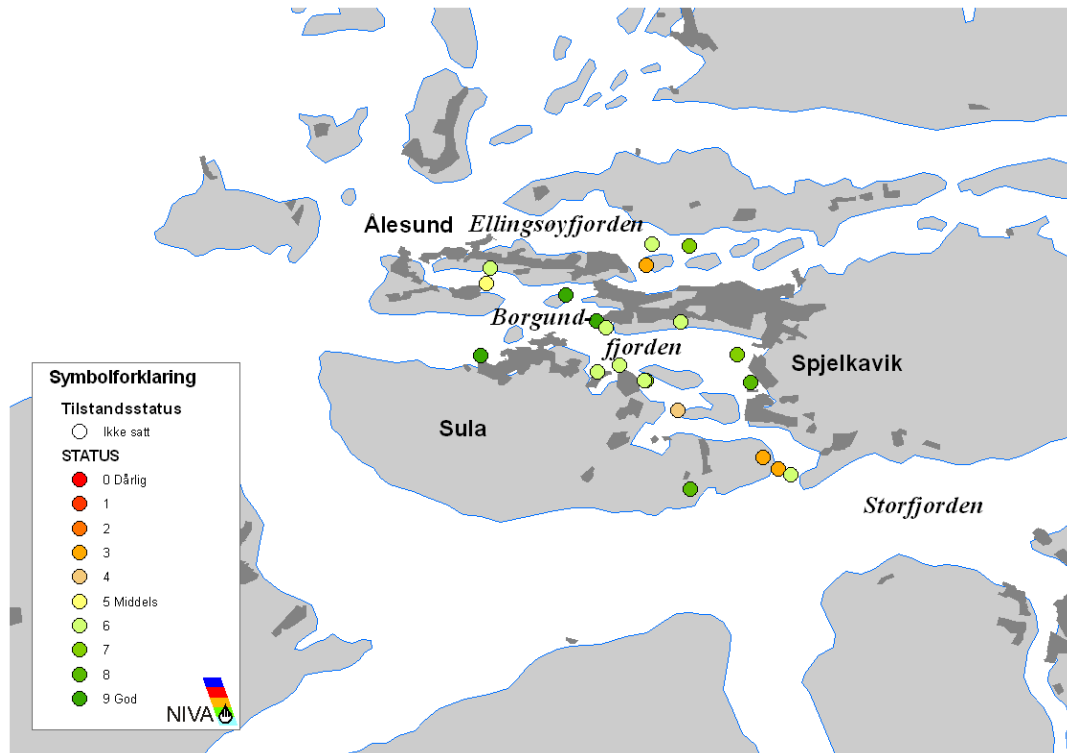 Ålesund
Ellingsøyfjorden
Borgund-
fjorden
Spjelkavik
Sula
Storfjorden
Symbolforklaring
Tilstandsstatus
Ikke satt
STATUS
0 Dårlig
1
2
3
4
5 Middels
6
7
8
9 God
NIVA